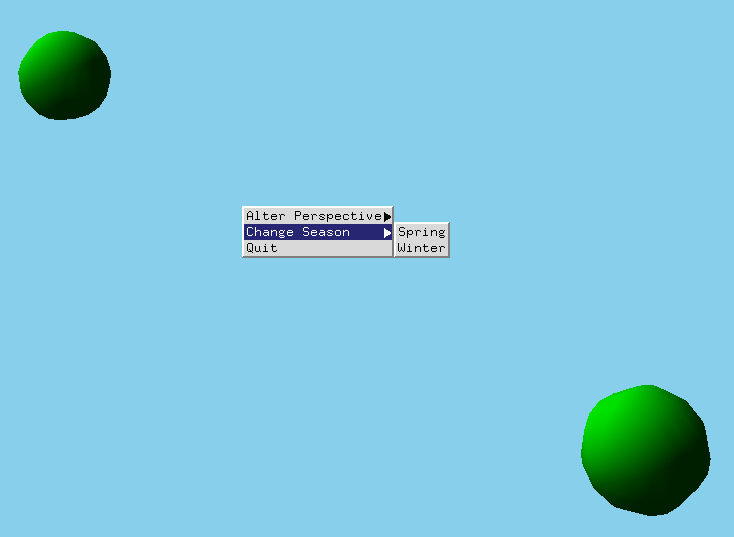 Alter Perspective
Change Season
Quit
Spring
Winter